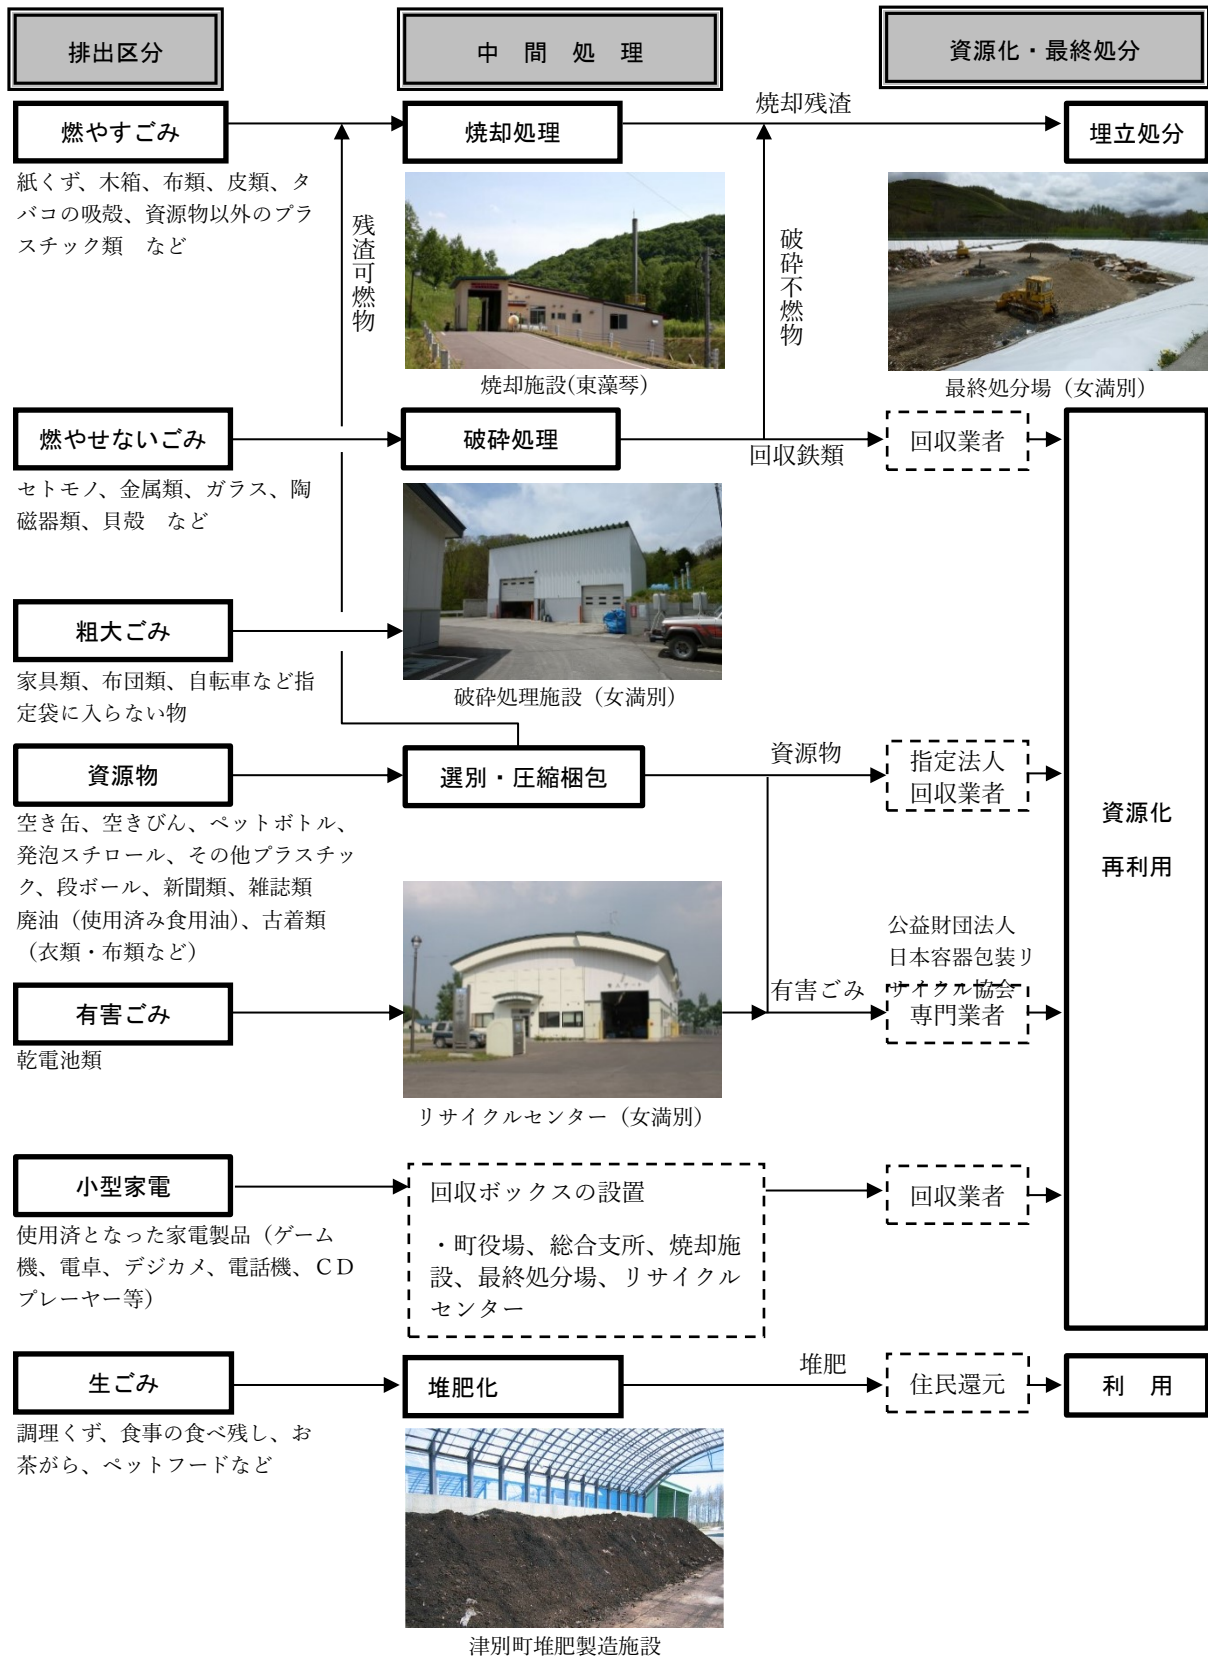 排出区分
中　間　処　理
資源化・最終処分
燃やすごみ
焼却処理
焼却残渣
埋立処分
紙くず、木箱、布類、皮類、タ
バコの吸殻、資源物以外のプラ
スチック類　など
残渣可燃物
破砕不燃物
焼却施設(東藻琴)
最終処分場（女満別）
燃やせないごみ
破砕処理
回収鉄類
回収業者
セトモノ、金属類、ガラス、陶
磁器類、貝殻　など
粗大ごみ
家具類、布団類、自転車など指
定袋に入らない物
破砕処理施設（女満別）
資源物
選別・圧縮梱包
資源物
指定法人
回収業者
資源化
再利用
空き缶、空きびん、ペットボトル、
発泡スチロール、その他プラスチッ
ク、段ボール、新聞類、雑誌類
廃油（使用済み食用油）、古着類
（衣類・布類など）
公益財団法人
日本容器包装リ
サイクル協会
有害ごみ
有害ごみ
専門業者
乾電池類
リサイクルセンター（女満別）
小型家電
回収ボックスの設置
・町役場、総合支所、焼却施
設、最終処分場、リサイクル
センター
回収業者
使用済となった家電製品（ゲーム
機、電卓、デジカメ、電話機、ＣＤ
プレーヤー等）
生ごみ
堆肥化
堆肥
住民還元
利　用
調理くず、食事の食べ残し、お
茶がら、ペットフードなど
津別町堆肥製造施設